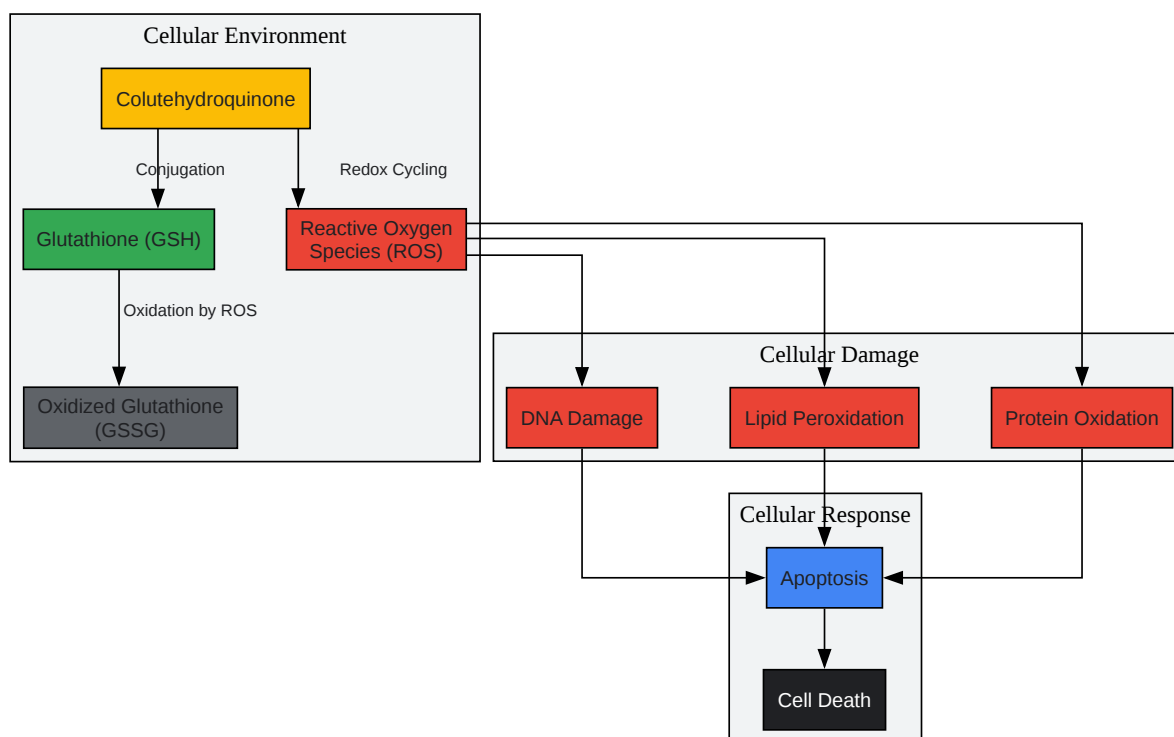 Cellular Environment
Colutehydroquinone
Conjugation
Redox Cycling
Glutathione (GSH)
Reactive Oxygen
Species (ROS)
Oxidation by ROS
Oxidized Glutathione
(GSSG)
Cellular Damage
DNA Damage
Lipid Peroxidation
Protein Oxidation
Cellular Response
Apoptosis
Cell Death